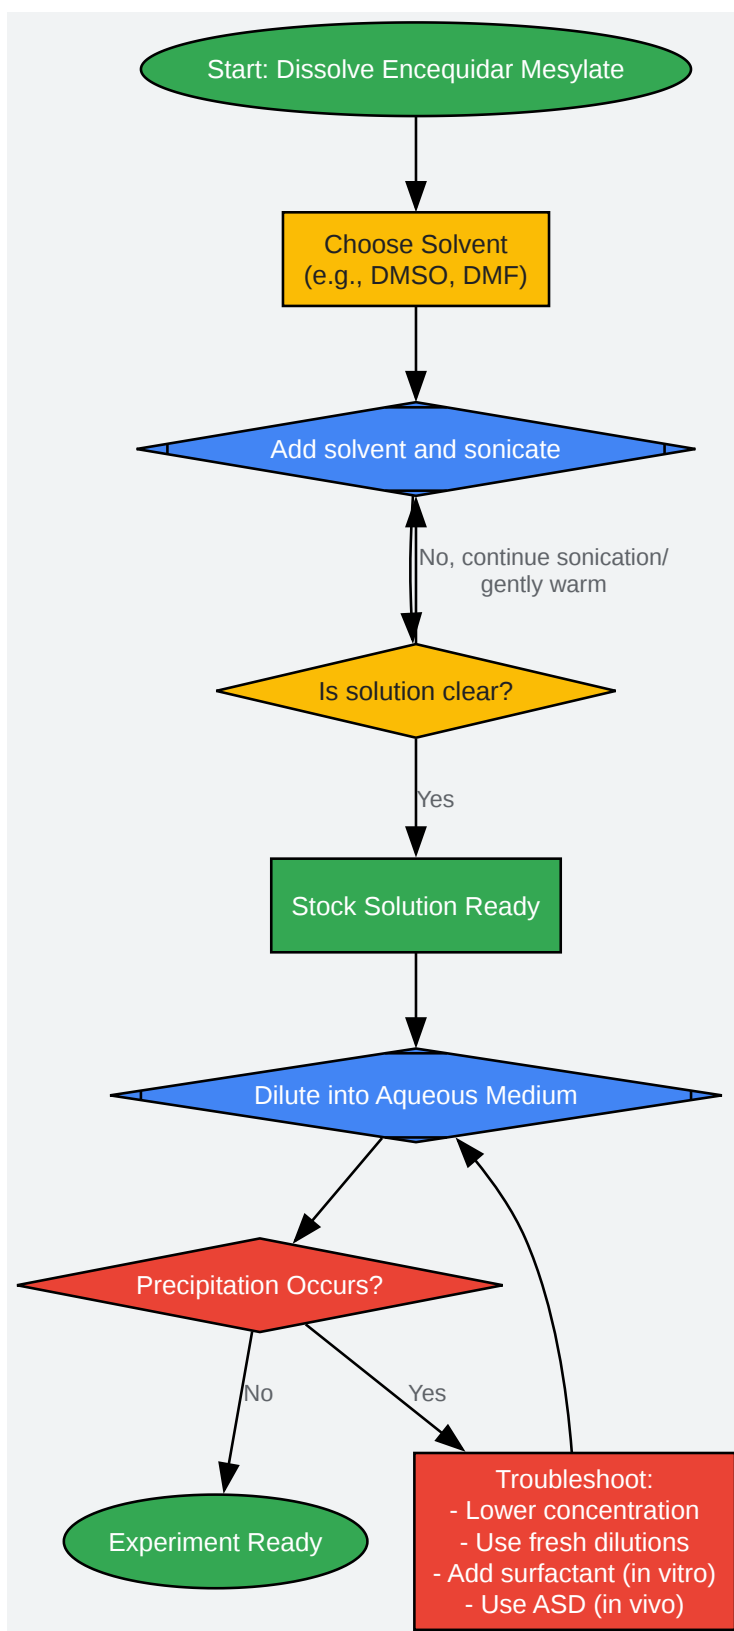 Start: Dissolve Encequidar Mesylate
Choose Solvent
(e.g., DMSO, DMF)
Add solvent and sonicate
No, continue sonication/
gently warm
Is solution clear?
Yes
Stock Solution Ready
Dilute into Aqueous Medium
Precipitation Occurs?
No
Yes
Troubleshoot:
- Lower concentration
- Use fresh dilutions
- Add surfactant (in vitro)
- Use ASD (in vivo)
Experiment Ready